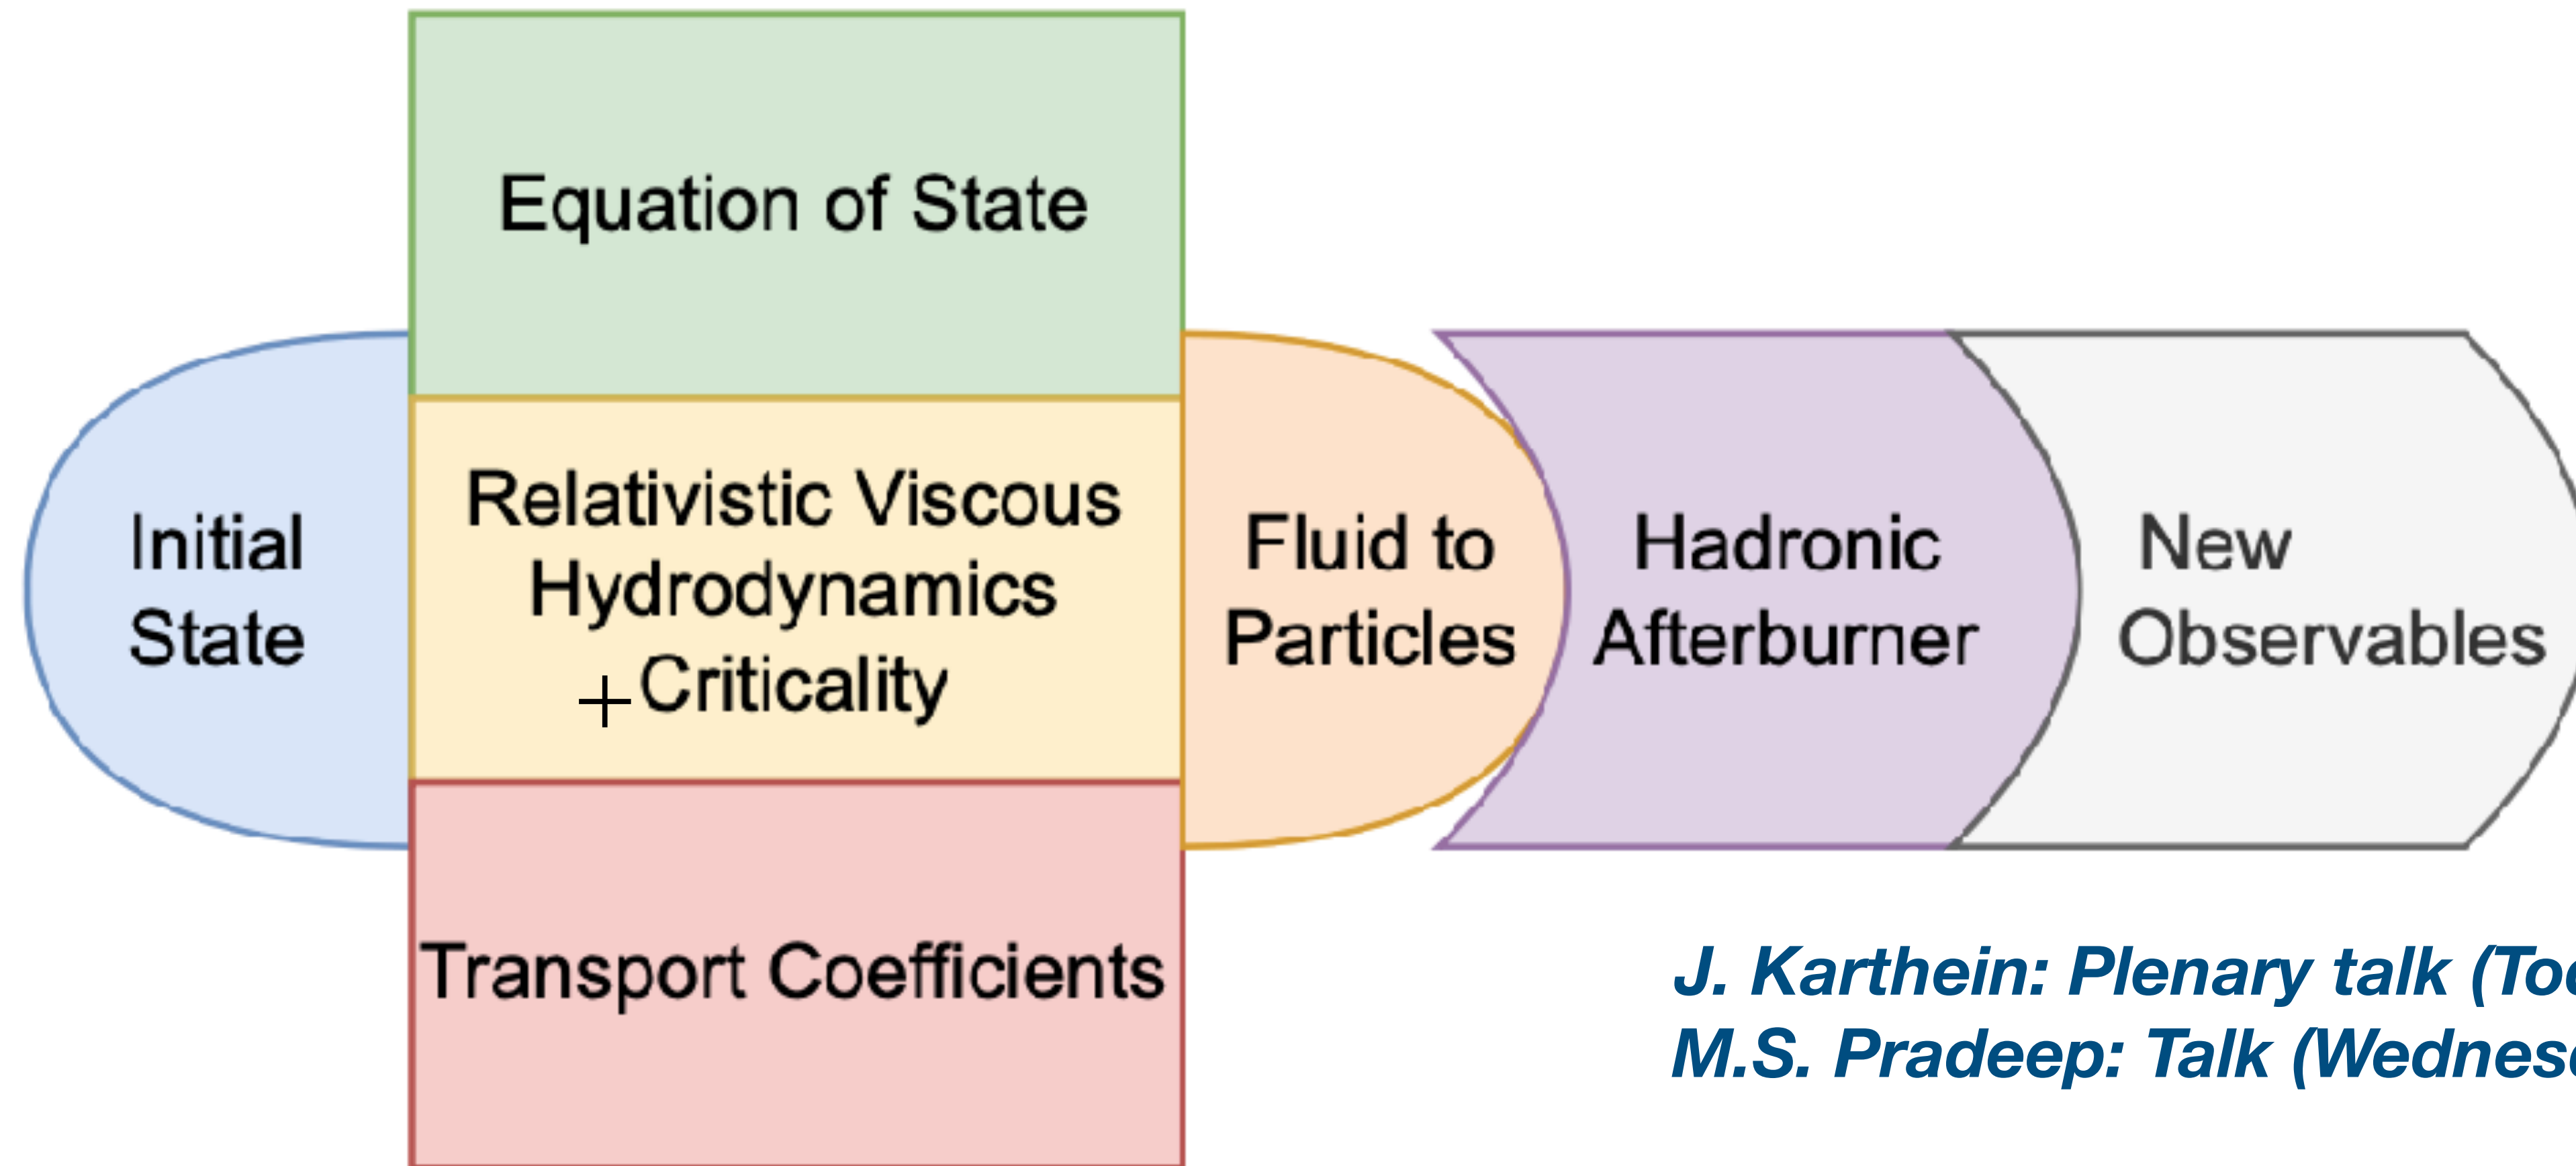 Equation of State
Initial
State
Relativistic Viscous
Hydrodynamics
+Criticality
Fluid to
Particles
Hadronic
Afterburner
New
Observables
Transport Coefficients
J. Karthein: Plenary talk
M.S. Pradeep: Talk